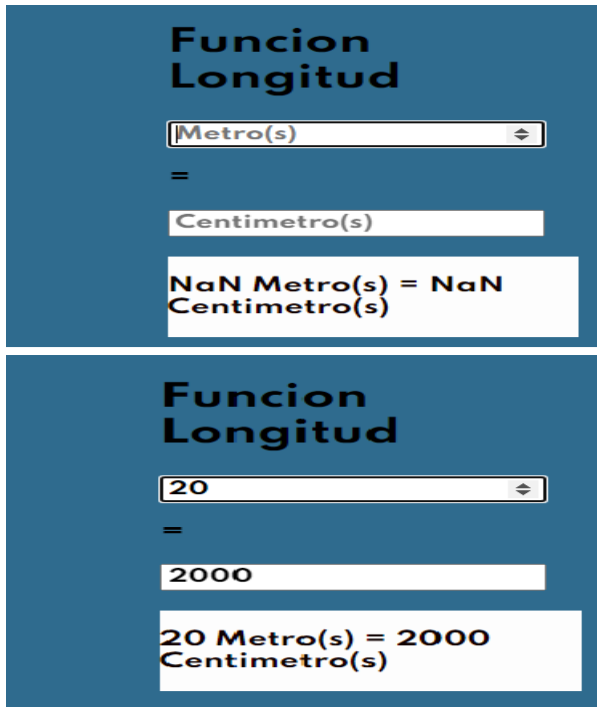 Funcion
Longitud
Metro(s)
=
Centimetro(s)
NaN Metro(s) = NaN
Centimetro(s)
Funcion
Longitud
20
=
2000
20 Metro(s) = 2000
Centimetro(s)